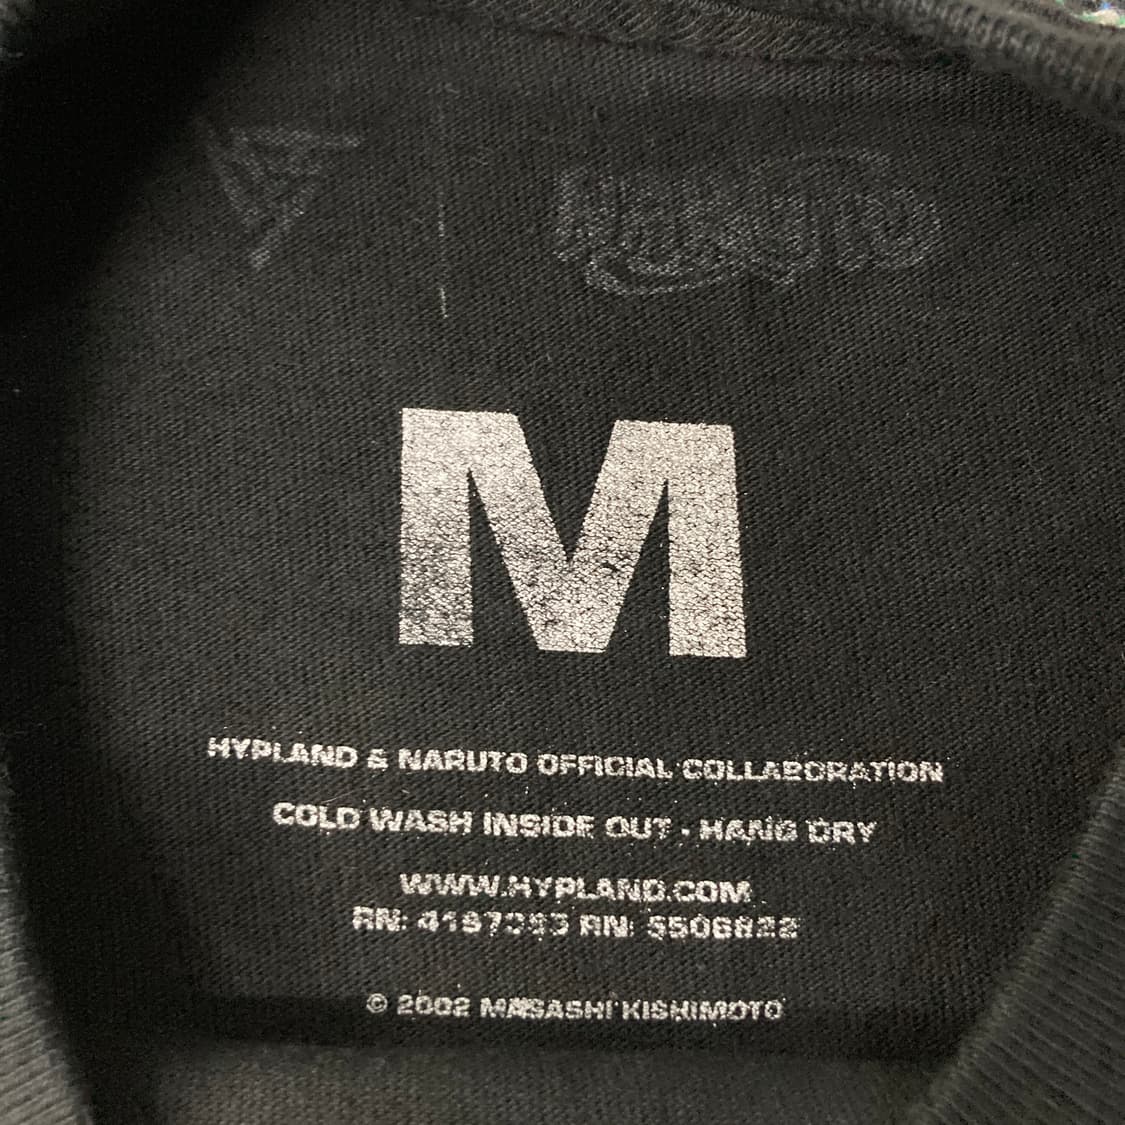 NARUTO
M
HYPLAND & NARUTO OFFICIAL COLLABORATION
COLD WASH INSIDE OUT • HANG DRY
WWW.HYPLAND.COM
RN: RN: 5506822
© 2002 MASASHI KISHIMOTO